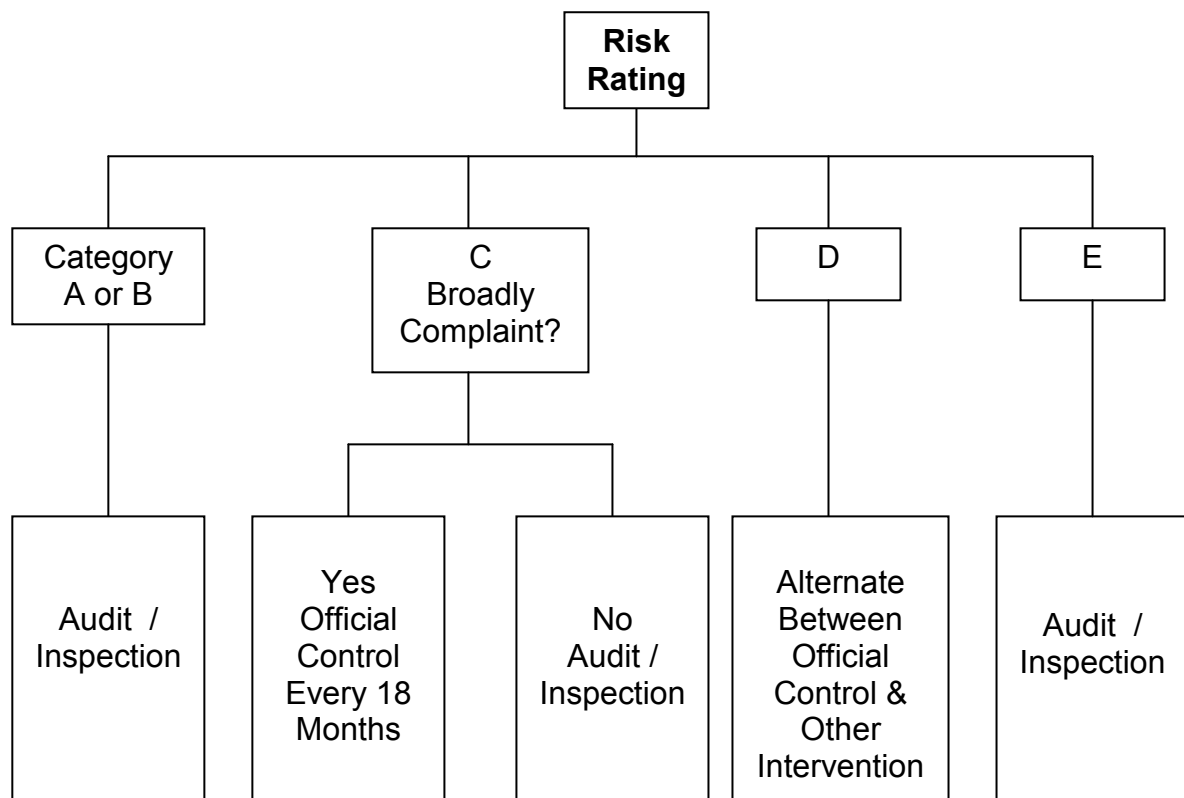 Risk
Rating
Category
A or B
C
Broadly
Complaint?
D
E
Audit /
Inspection
Yes
Official
Control
Every 18
Months
No
Audit /
Inspection
Alternate
Between
Official
Control &
Other
Intervention
Audit /
Inspection